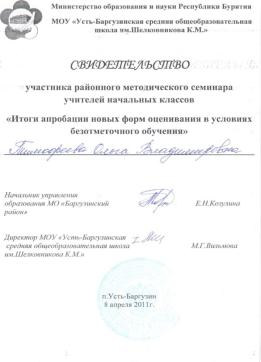 Министерство образования и науки Республики Бурятия
МОУ «Усть-Баргузинская средняя общеобразовательная
школа им.Шелковникова К.М.»
СВИДЕТЕЛЬСТВО
участника районного методического семинара
учителей начальных классов
«Итоги апробации новых форм оценивания в условиях
безотметочного обучения»
Тимофеева Ольга Владимировна
Начальник управления
образования МО «Баргузинский
район»
Е.Н.Козулина
Директор МОУ «Усть-Баргузинская
средняя общеобразовательная школа
им.Шелковникова К.М.»
М.Г.Вильмова
п.Усть-Баргузин
8 апреля 2011г.